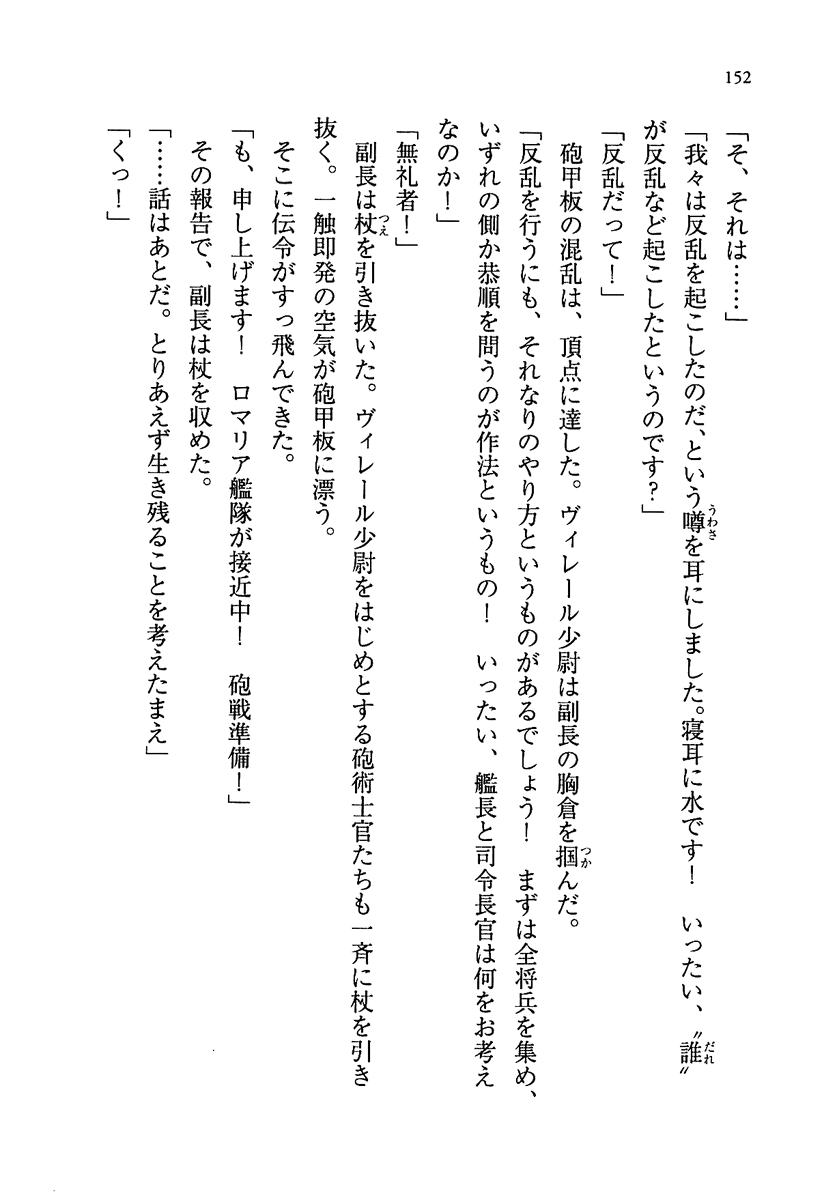 152
「そ、それは……」
「我々は反乱を起こしたのだ、という噂を耳にしました。寝耳に水です！　いったい、〝誰〟
が反乱など起こしたというのです？」
「反乱だって！」
　砲甲板の混乱は、頂点に達した。ヴィレール少尉は副長の胸倉を掴んだ。
「反乱を行うにも、それなりのやり方というものがあるでしょう！　まずは全将兵を集め、
いずれの側か恭順を問うのが作法というもの！　いったい、艦長と司令長官は何をお考え
なのか！」
「無礼者！」
　副長は杖を引き抜いた。ヴィレール少尉をはじめとする砲術士官たちも一斉に杖を引き
抜く。一触即発の空気が砲甲板に漂う。
　そこに伝令がすっ飛んできた。
「も、申し上げます！　ロマリア艦隊が接近中！　砲戦準備！」
　その報告で、副長は杖を収めた。
「……話はあとだ。とりあえず生き残ることを考えたまえ」
「くっ！」